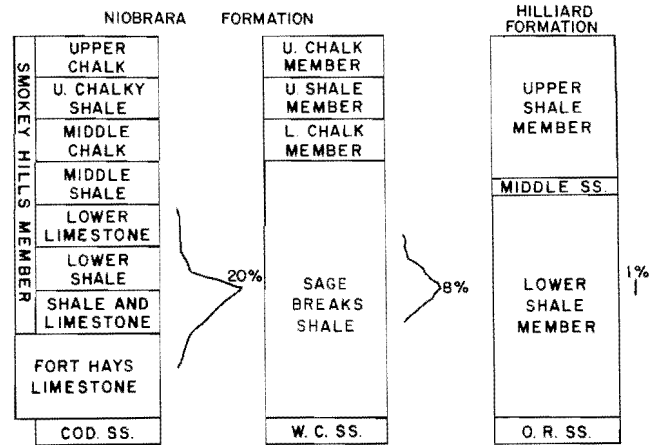 NIOBRARA FORMATION
HILLIARD
FORMATION
SMOKEY HILLS MEMBER
UPPER
CHALK
U. CHALKY
SHALE
MIDDLE
CHALK
MIDDLE
SHALE
LOWER
LIMESTONE
LOWER
SHALE
SHALE AND
LIMESTONE
FORT HAYS
LIMESTONE
COD. SS.
20%
U. CHALK
MEMBER
U. SHALE
MEMBER
L. CHALK
MEMBER
SAGE
BREAKS
SHALE
W. C. SS.
8%
UPPER
SHALE
MEMBER
MIDDLE SS.
LOWER
SHALE
MEMBER
O. R. SS.
1%